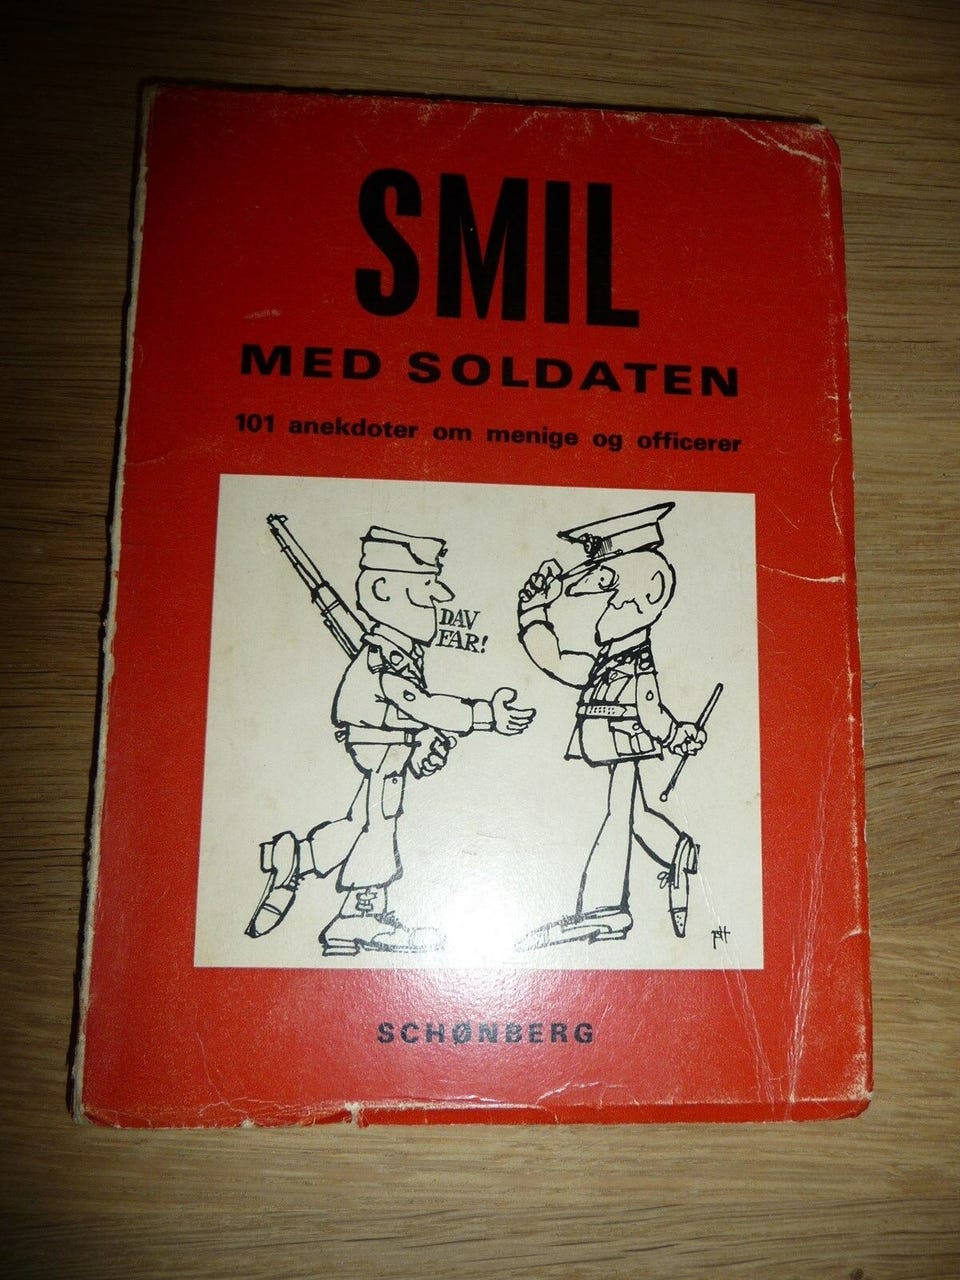 SMIL
MED SOLDATEN
101 anekdoter om menige og officerer
DAV
FAR!
SCHØNBERG